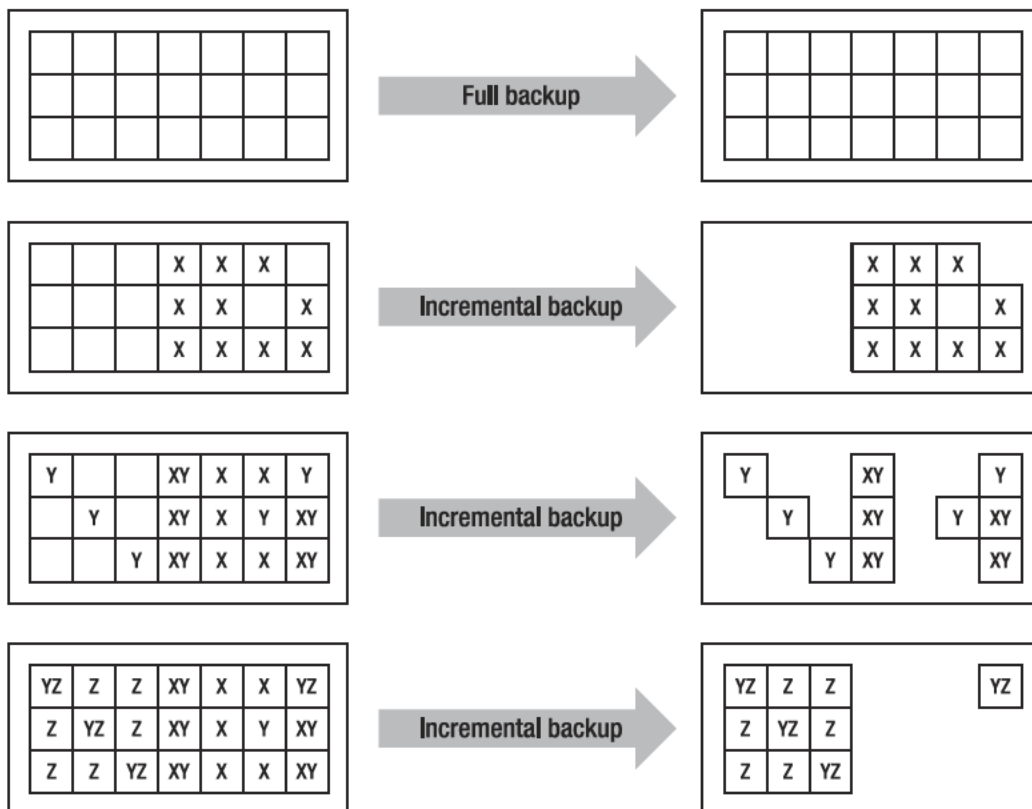 Full backup
X X X
X X X
X X X X
Incremental backup
X X X
X X X
X X X X
Y XY X X Y
Y XY X Y XY
Y XY X X XY
Incremental backup
Y XY Y
Y XY Y XY
Y XY XY
YZ Z Z XY X X YZ
Z YZ Z XY X Y XY
Z Z YZ XY X X XY
Incremental backup
YZ Z Z YZ
Z YZ Z
Z Z YZ